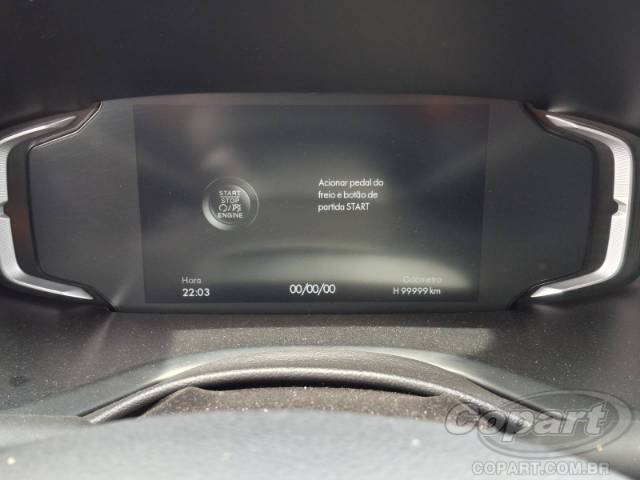 START
STOP
ENGINE
Acionar pedal do
freio e botão de
partida START
Hora
22:03
00/00/00
Odômetro
H 99999 km
Copart
COPART.COM.BR